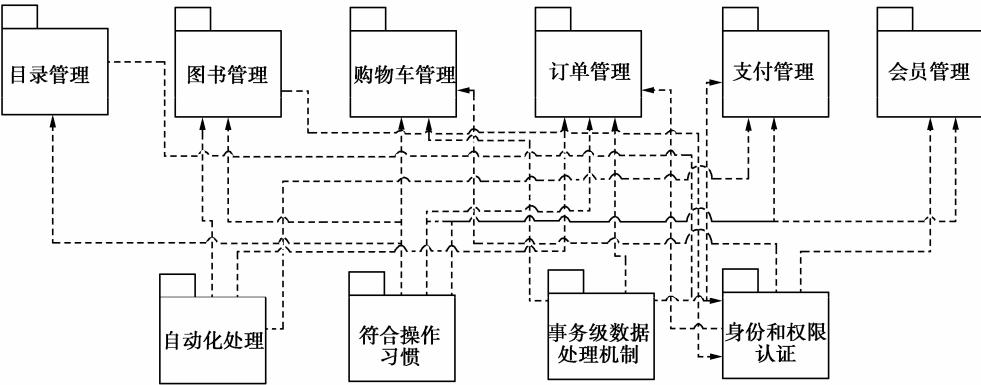 目录管理
图书管理
购物车管理
订单管理
支付管理
会员管理
自动化处理
符合操作
习惯
事务级数据
处理机制
身份和权限
认证